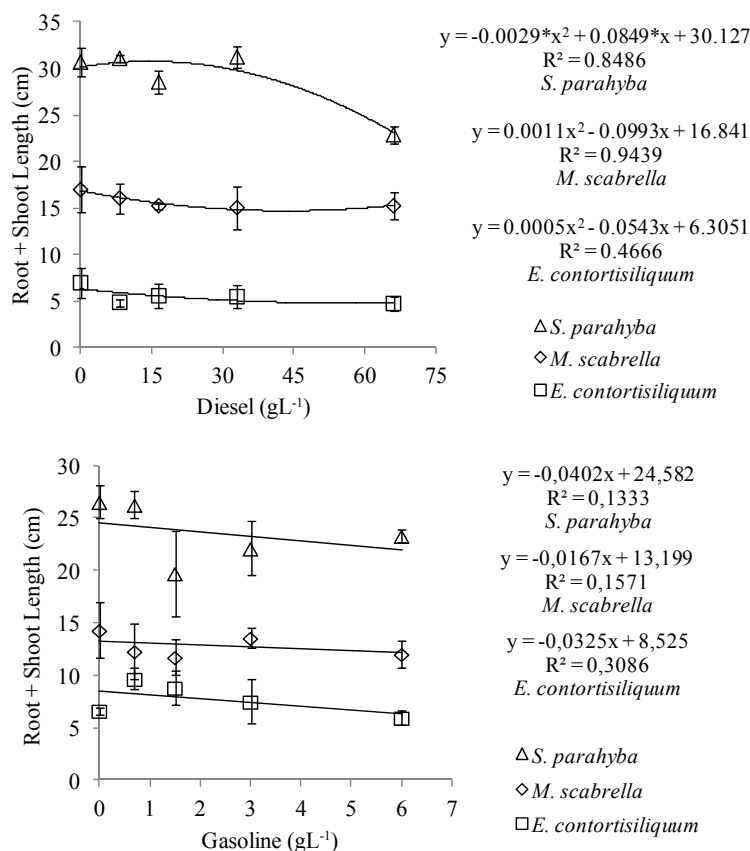 35
30
25
20
15
10
5
0
Root + Shoot Length (cm)
0 15 30 45 60 75
Diesel (gL⁻¹)
y = -0.0029*x² + 0.0849*x + 30.127
R² = 0.8486
S. parahyba
y = 0.0011x² - 0.0993x + 16.841
R² = 0.9439
M. scabrella
y = 0.0005x² - 0.0543x + 6.3051
R² = 0.4666
E. contortisiliquum
S. parahyba
M. scabrella
E. contortisiliquum
30
25
20
15
10
5
0
Root + Shoot Length (cm)
0 1 2 3 4 5 6 7
Gasoline (gL⁻¹)
y = -0,0402x + 24,582
R² = 0,1333
S. parahyba
y = -0,0167x + 13,199
R² = 0,1571
M. scabrella
y = -0,0325x + 8,525
R² = 0,3086
E. contortisiliquum
S. parahyba
M. scabrella
E. contortisiliquum